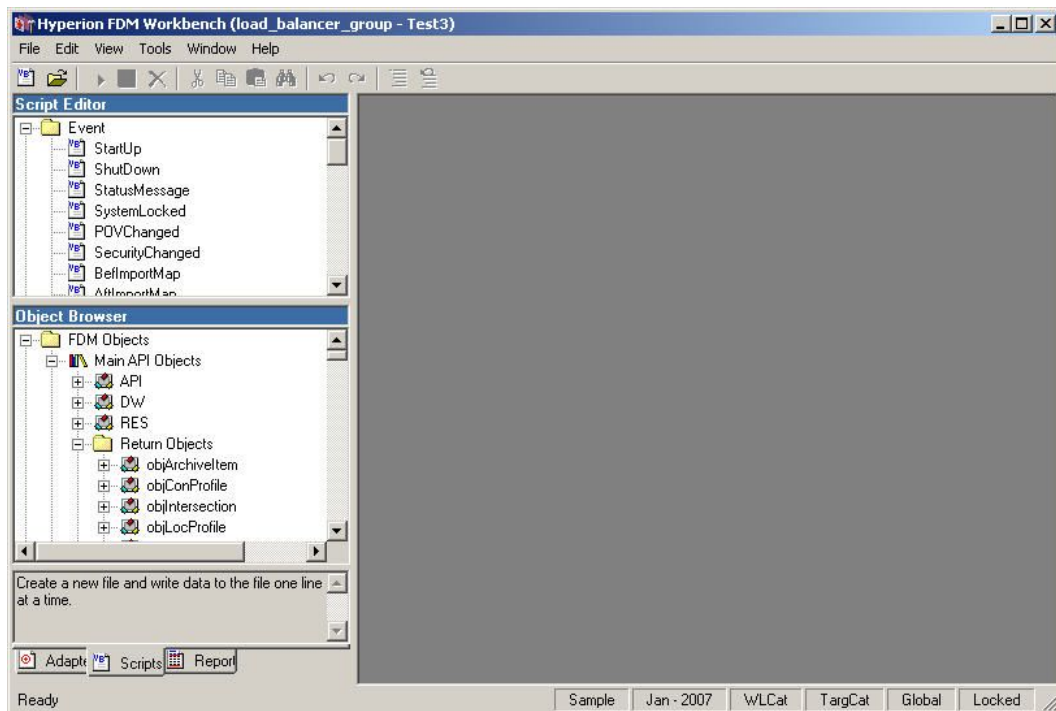 Hyperion FDM Workbench (load_balancer_group - Test3)
File Edit View Tools Window Help
Script Editor
Event
StartUp
ShutDown
StatusMessage
SystemLocked
POVChanged
SecurityChanged
BefImportMap
AftImportMap
Object Browser
FDM Objects
Main API Objects
API
DW
RES
Return Objects
objArchiveItem
objConProfile
objIntersection
objLocProfile
Create a new file and write data to the file one line
at a time.
Adapte Scripts Report
Ready Sample Jan - 2007 WLCat TargCat Global Locked